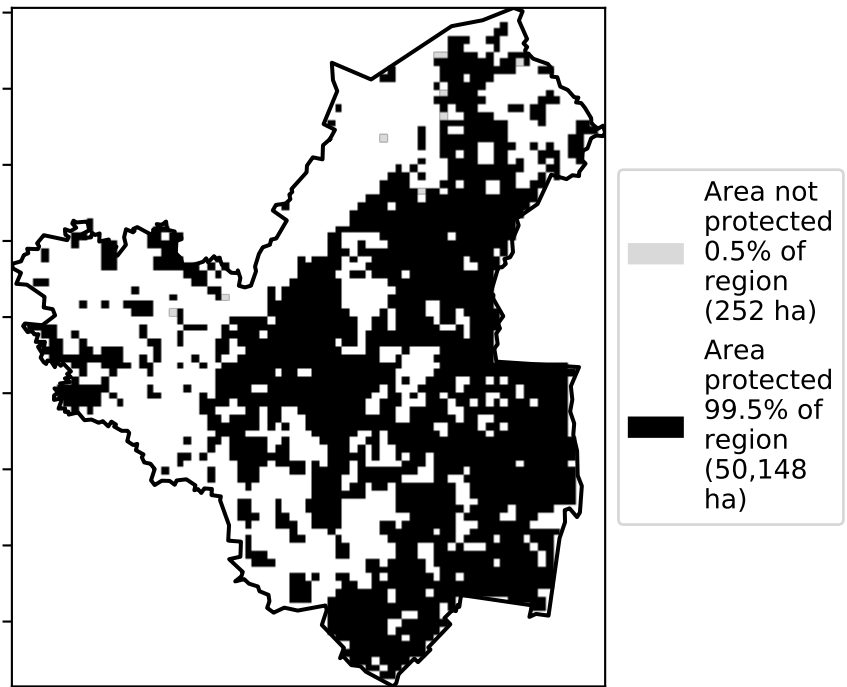 Area not
protected
0.5% of
region
(252 ha)
Area
protected
99.5% of
region
(50,148
ha)